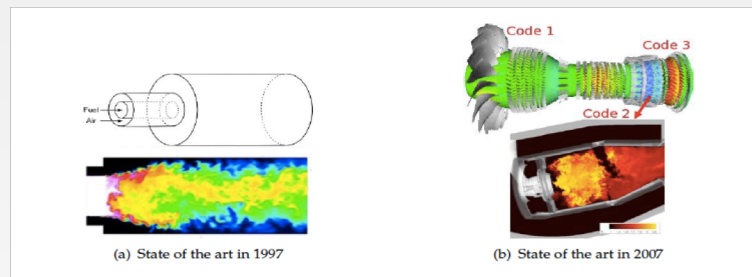 Fuel
Air
(a) State of the art in 1997
Code 1
Code 3
Code 2
(b) State of the art in 2007